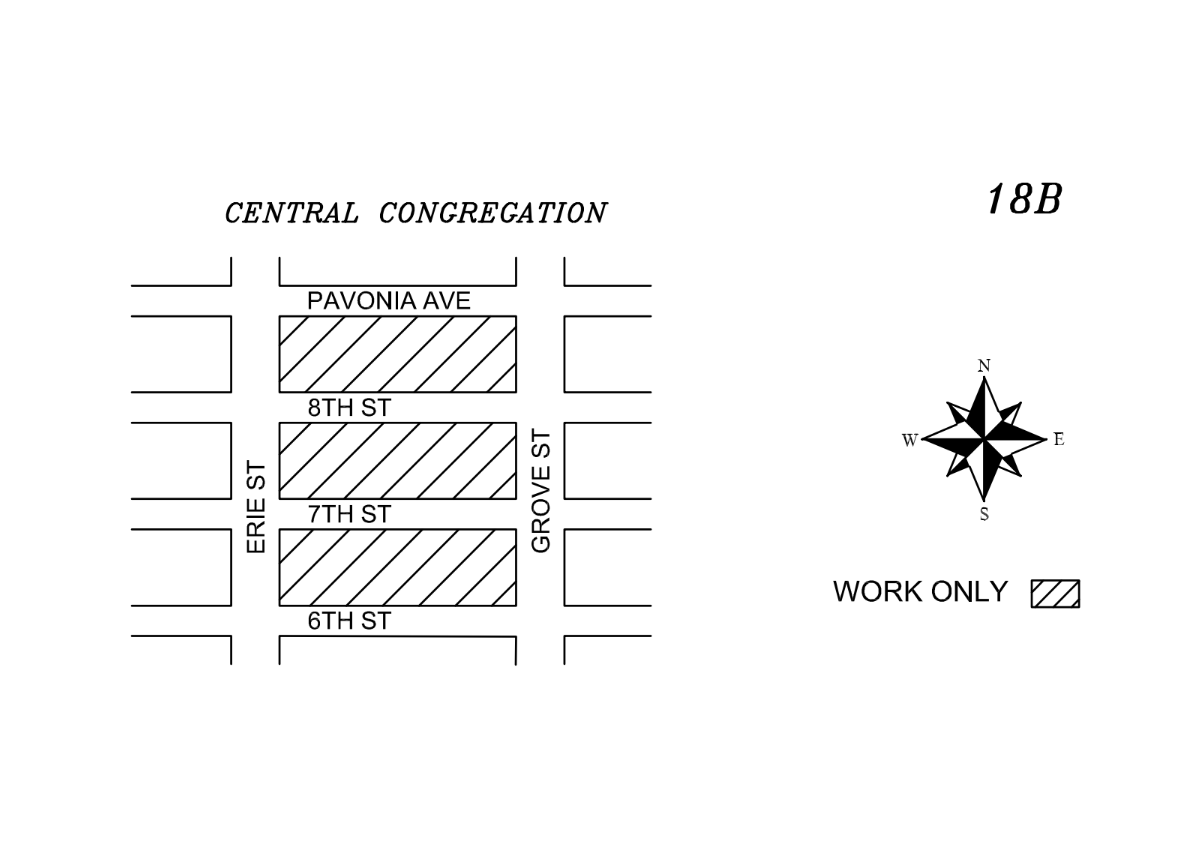 18B
CENTRAL CONGREGATION
PAVONIA AVE
8TH ST
7TH ST
6TH ST
ERIE ST
GROVE ST
N
W
E
S
WORK ONLY